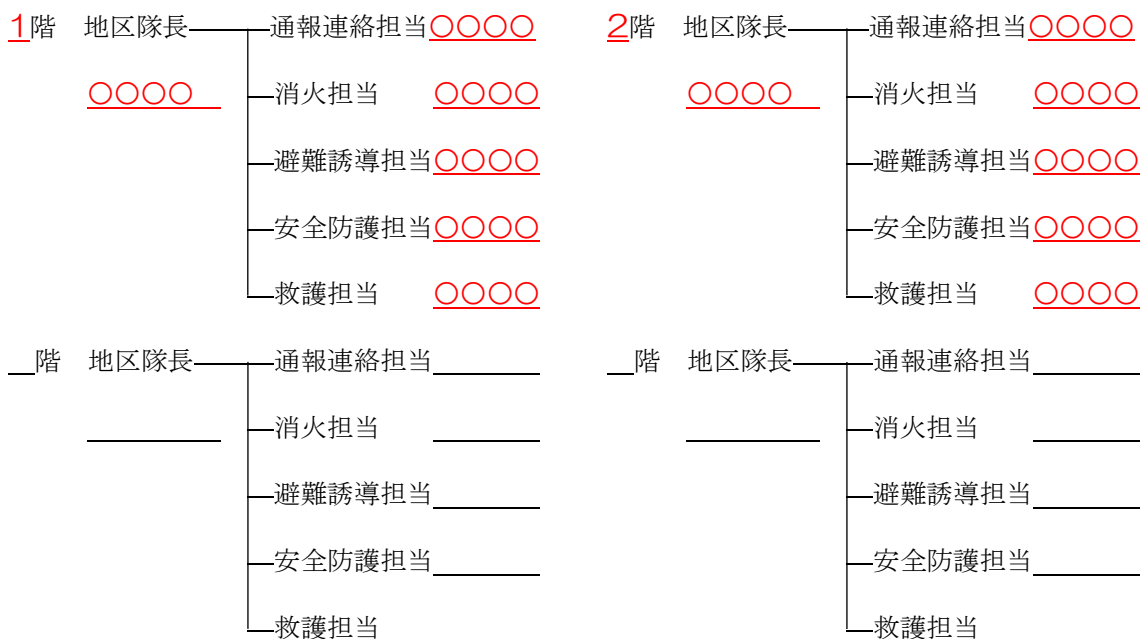 1階 地区隊長 通報連絡担当〇〇〇〇
〇〇〇〇 消火担当 〇〇〇〇
避難誘導担当〇〇〇〇
安全防護担当〇〇〇〇
救護担当 〇〇〇〇
2階 地区隊長 通報連絡担当〇〇〇〇
〇〇〇〇 消火担当 〇〇〇〇
避難誘導担当〇〇〇〇
安全防護担当〇〇〇〇
救護担当 〇〇〇〇
階 地区隊長 通報連絡担当
消火担当
避難誘導担当
安全防護担当
救護担当
階 地区隊長 通報連絡担当
消火担当
避難誘導担当
安全防護担当
救護担当